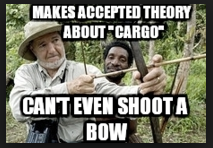 MAKES ACCEPTED THEORY
ABOUT "CARGO"
CAN'T EVEN SHOOT A
BOW